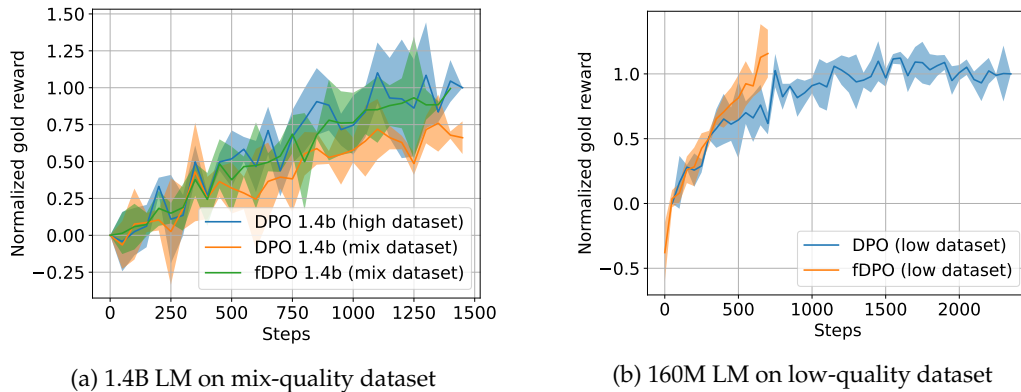 1.50
1.25
1.00
0.75
0.50
0.25
0.00
−0.25
Normalized gold reward
DPO 1.4b (high dataset)
DPO 1.4b (mix dataset)
fDPO 1.4b (mix dataset)
0 250 500 750 1000 1250 1500
Steps
(a) 1.4B LM on mix-quality dataset
1.0
0.5
0.0
−0.5
Normalized gold reward
DPO (low dataset)
fDPO (low dataset)
0 500 1000 1500 2000
Steps
(b) 160M LM on low-quality dataset